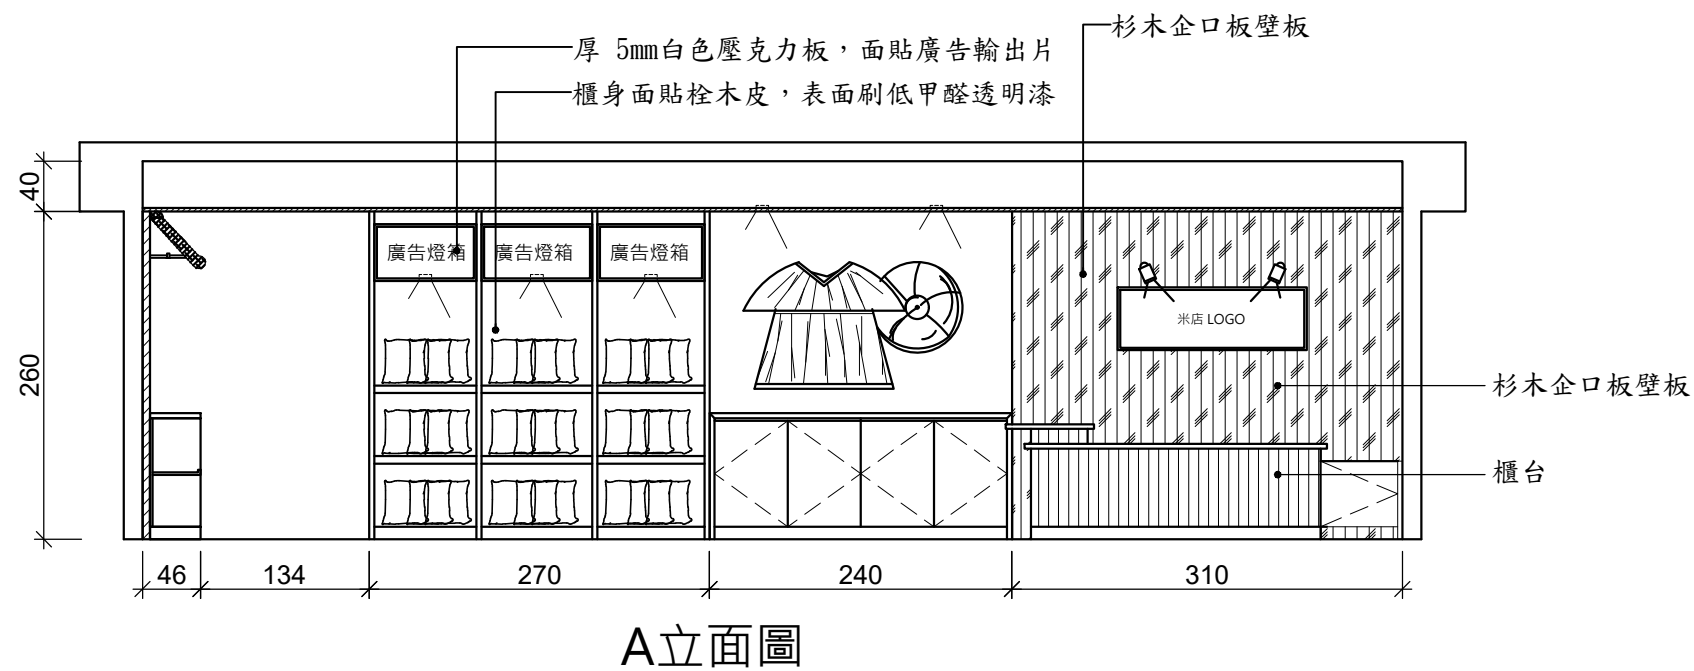 杉木企口板壁板
厚 5mm白色壓克力板，面貼廣告輸出片
櫃身面貼栓木皮，表面刷低甲醛透明漆
40
260
廣告燈箱
廣告燈箱
廣告燈箱
米店 LOGO
杉木企口板壁板
櫃台
46
134
270
240
310
A立面圖